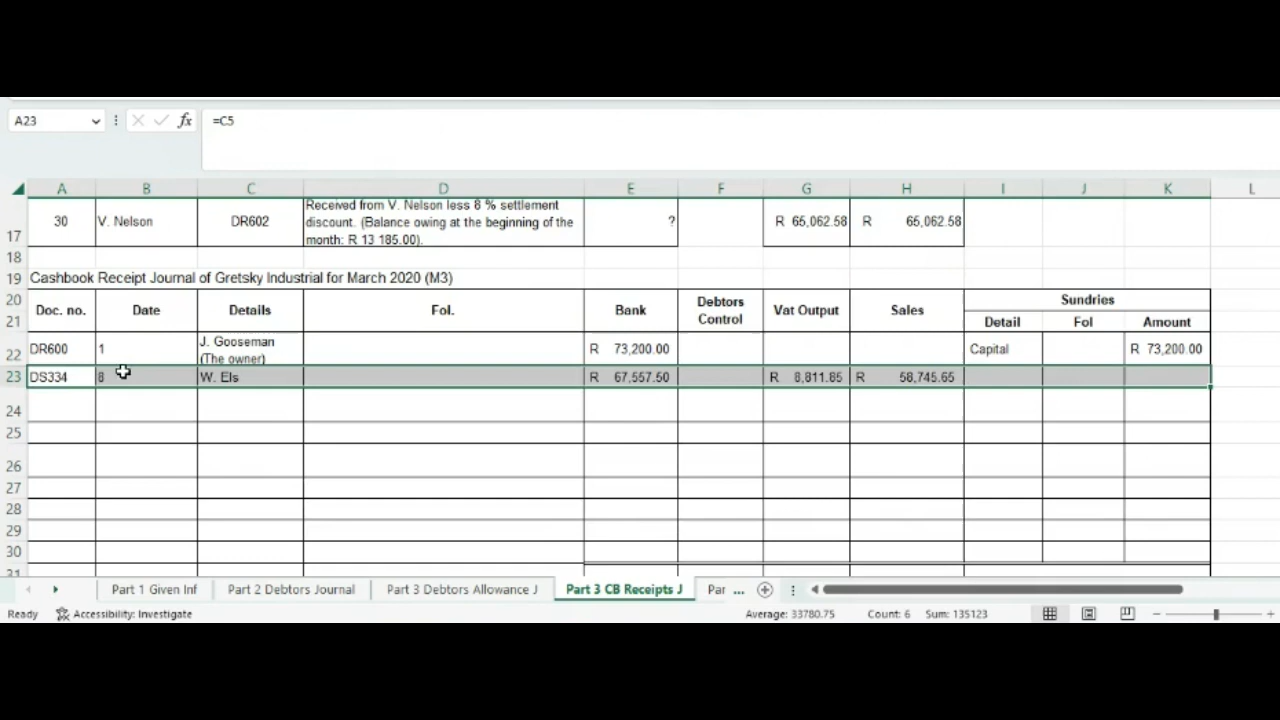 A23
fx
=C5
A B C D E F G H I J K L
17 30 V. Nelson DR602 Received from V. Nelson less 8 % settlement
discount. (Balance owing at the beginning of the
month: R 13 185.00). ? R 65,062.58 R 65,062.58
18
19 Cashbook Receipt Journal of Gretsky Industrial for March 2020 (M3)
20 Doc. no. Date Details Fol. Bank Debtors
Control Vat Output Sales Sundries
21 Detail Fol Amount
22 DR600 1 J. Gooseman
(The owner) R 73,200.00 Capital R 73,200.00
23 DS334 8 W. Els R 67,557.50 R 8,811.85 R 58,745.65
24
25
26
27
28
29
30
31
Part 1 Given Inf Part 2 Debtors Journal Part 3 Debtors Allowance J Part 3 CB Receipts J Par ...
Ready Accessibility: Investigate Average: 33780.75 Count: 6 Sum: 135123